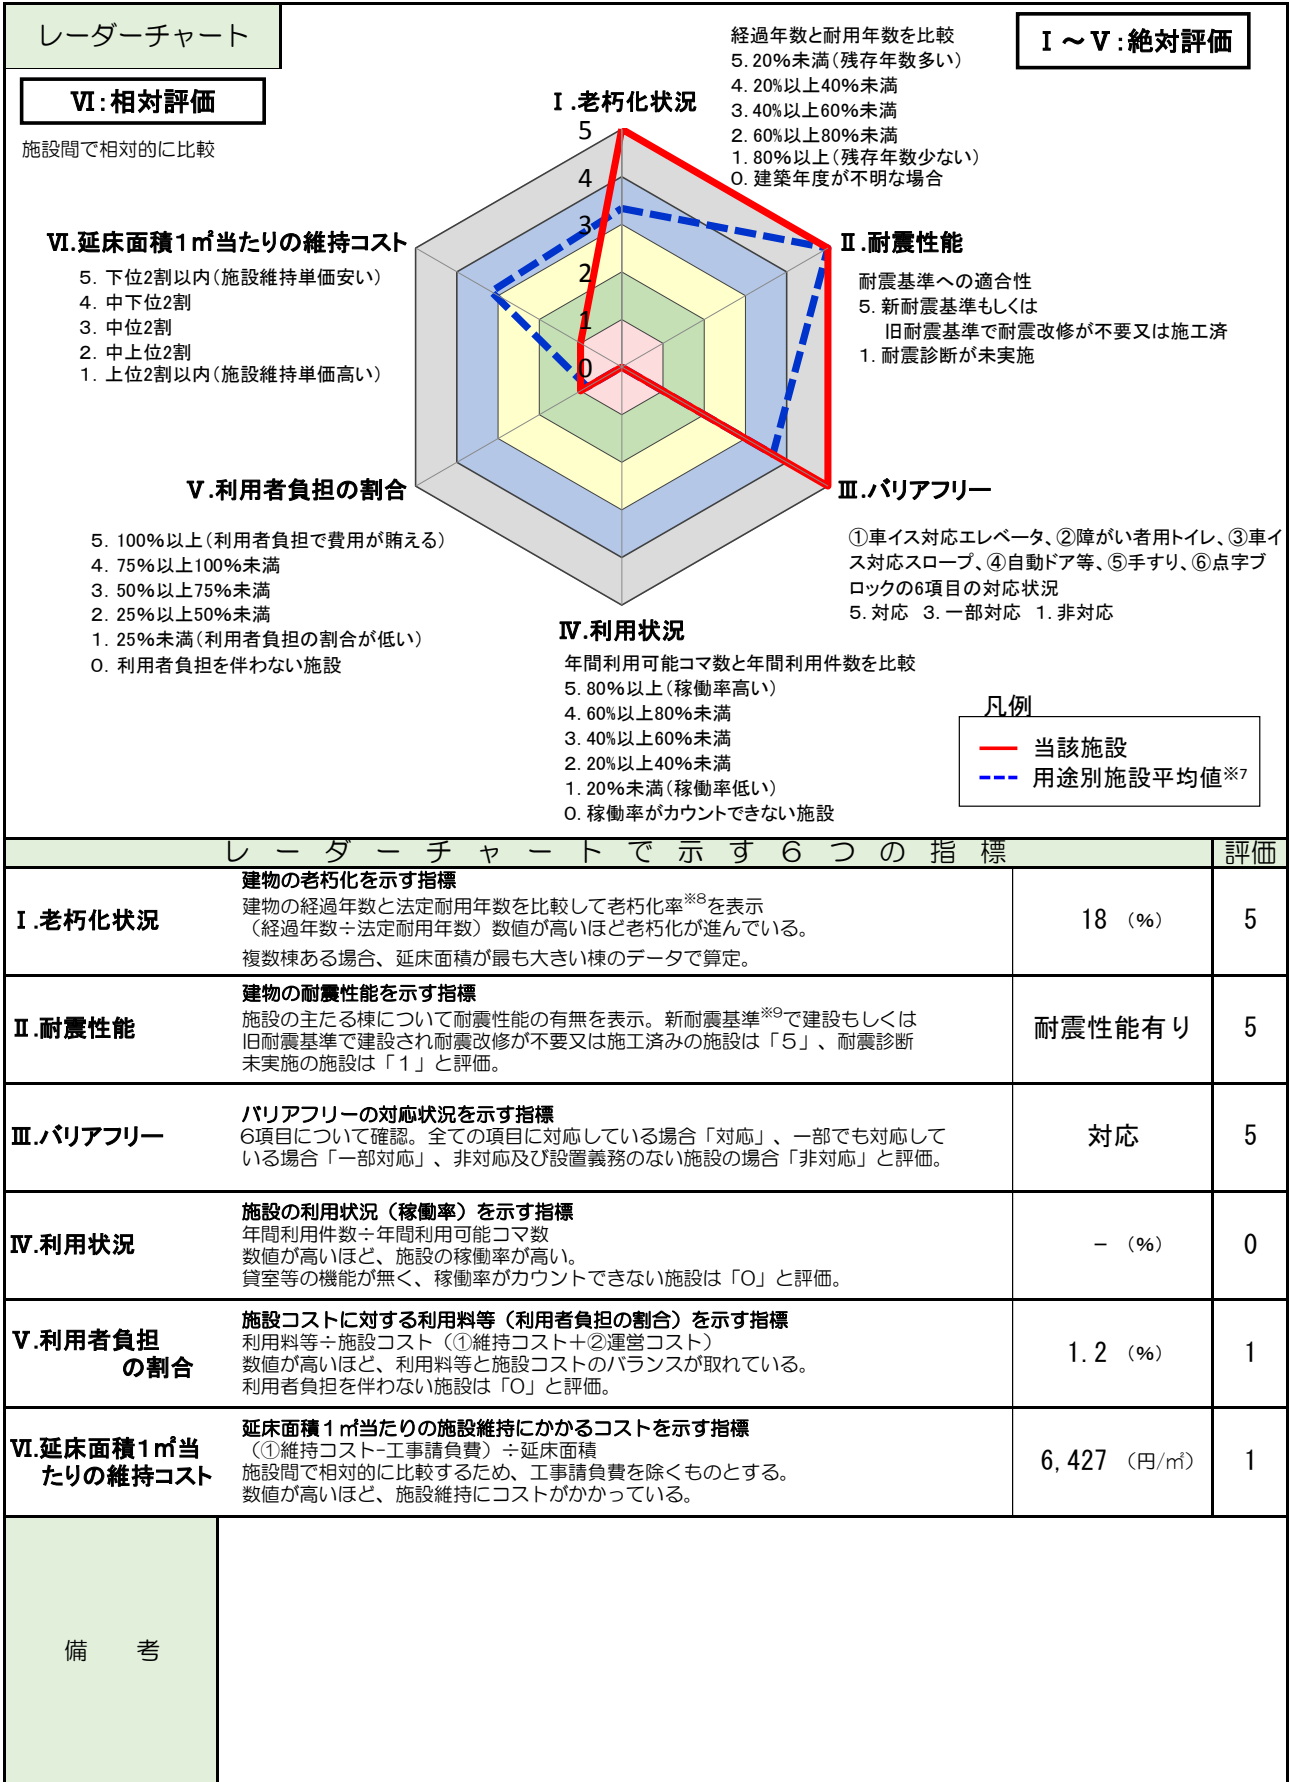 レーダーチャート
Ⅰ～Ⅴ:絶対評価
Ⅵ:相対評価
施設間で相対的に比較
Ⅰ.老朽化状況
経過年数と耐用年数を比較
5. 20%未満(残存年数多い)
4. 20%以上40%未満
3. 40%以上60%未満
2. 60%以上80%未満
1. 80%以上(残存年数少ない)
0. 建築年度が不明な場合
5
4
3
2
1
0
Ⅱ.耐震性能
耐震基準への適合性
5. 新耐震基準もしくは
旧耐震基準で耐震改修が不要又は施工済
1. 耐震診断が未実施
Ⅵ.延床面積1㎡当たりの維持コスト
5. 下位2割以内(施設維持単価安い)
4. 中下位2割
3. 中位2割
2. 中上位2割
1. 上位2割以内(施設維持単価高い)
Ⅴ.利用者負担の割合
5. 100%以上(利用者負担で費用が賄える)
4. 75%以上100%未満
3. 50%以上75%未満
2. 25%以上50%未満
1. 25%未満(利用者負担の割合が低い)
0. 利用者負担を伴わない施設
Ⅲ.バリアフリー
①車イス対応エレベータ、②障がい者用トイレ、③車イ
ス対応スロープ、④自動ドア等、⑤手すり、⑥点字ブ
ロックの6項目の対応状況
5. 対応 3. 一部対応 1. 非対応
Ⅳ.利用状況
年間利用可能コマ数と年間利用件数を比較
5. 80%以上(稼働率高い)
4. 60%以上80%未満
3. 40%以上60%未満
2. 20%以上40%未満
1. 20%未満(稼働率低い)
0. 稼働率がカウントできない施設
凡例
当該施設
用途別施設平均値※7
レーダーチャートで示す6つの指標 評価
Ⅰ.老朽化状況
建物の老朽化を示す指標
建物の経過年数と法定耐用年数を比較して老朽化率※8を表示
(経過年数÷法定耐用年数)数値が高いほど老朽化が進んでいる。
複数棟ある場合、延床面積が最も大きい棟のデータで算定。
18 (%) 5
Ⅱ.耐震性能
建物の耐震性能を示す指標
施設の主たる棟について耐震性能の有無を表示。新耐震基準※9で建設もしくは
旧耐震基準で建設され耐震改修が不要又は施工済みの施設は「5」、耐震診断
未実施の施設は「1」と評価。
耐震性能有り 5
Ⅲ.バリアフリー
バリアフリーの対応状況を示す指標
6項目について確認。全ての項目に対応している場合「対応」、一部でも対応して
いる場合「一部対応」、非対応及び設置義務のない施設の場合「非対応」と評価。
対応 5
Ⅳ.利用状況
施設の利用状況(稼働率)を示す指標
年間利用件数÷年間利用可能コマ数
数値が高いほど、施設の稼働率が高い。
貸室等の機能が無く、稼働率がカウントできない施設は「0」と評価。
- (%) 0
Ⅴ.利用者負担
の割合
施設コストに対する利用料等(利用者負担の割合)を示す指標
利用料等÷施設コスト(①維持コスト+②運営コスト)
数値が高いほど、利用料等と施設コストのバランスが取れている。
利用者負担を伴わない施設は「0」と評価。
1.2 (%) 1
Ⅵ.延床面積1㎡当
たりの維持コスト
延床面積1㎡当たりの施設維持にかかるコストを示す指標
(①維持コスト-工事請負費)÷延床面積
施設間で相対的に比較するため、工事請負費を除くものとする。
数値が高いほど、施設維持にコストがかかっている。
6,427 (円/㎡) 1
備 考